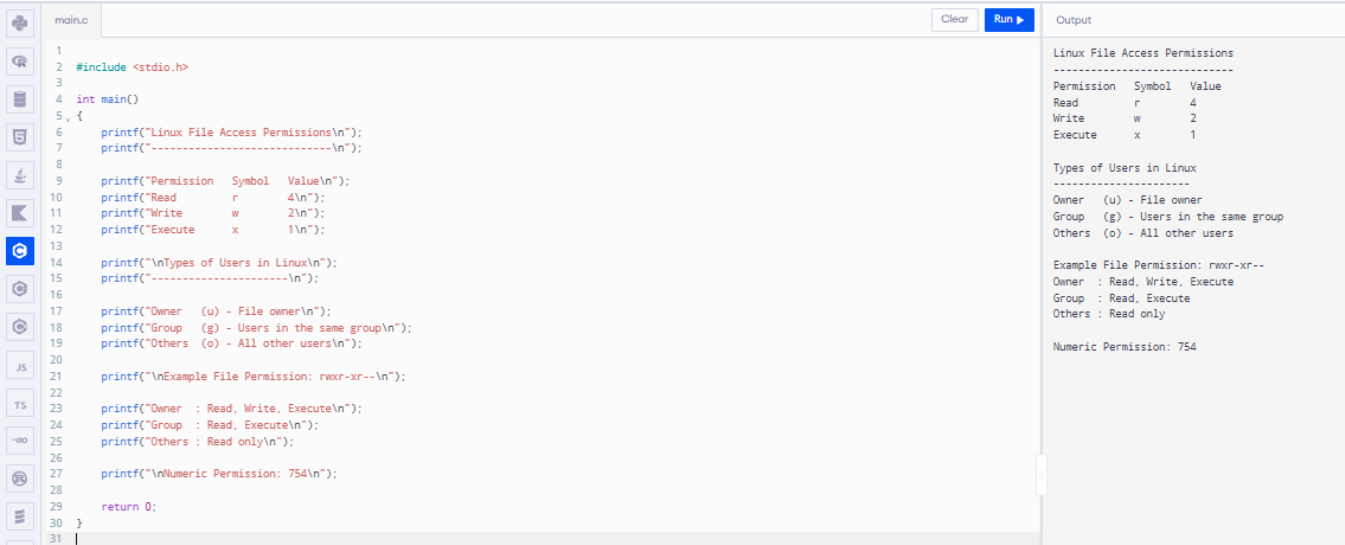 main.c
Clear
Run
1
2 #include <stdio.h>
3
4 int main()
5 {
6     printf("Linux File Access Permissions\n");
7     printf("-----------------------------\n");
8
9     printf("Permission   Symbol   Value\n");
10     printf("Read         r        4\n");
11     printf("Write        w        2\n");
12     printf("Execute      x        1\n");
13
14     printf("\nTypes of Users in Linux\n");
15     printf("----------------------\n");
16
17     printf("Owner   (u) - File owner\n");
18     printf("Group   (g) - Users in the same group\n");
19     printf("Others  (o) - All other users\n");
20
21     printf("\nExample File Permission: rwxr-xr--\n");
22
23     printf("Owner  : Read, Write, Execute\n");
24     printf("Group  : Read, Execute\n");
25     printf("Others : Read only\n");
26
27     printf("\nNumeric Permission: 754\n");
28
29     return 0;
30 }
31
JS
TS
Output
Linux File Access Permissions
-----------------------------
Permission   Symbol   Value
Read         r        4
Write        w        2
Execute      x        1
Types of Users in Linux
----------------------
Owner   (u) - File owner
Group   (g) - Users in the same group
Others  (o) - All other users
Example File Permission: rwxr-xr--
Owner  : Read, Write, Execute
Group  : Read, Execute
Others : Read only
Numeric Permission: 754